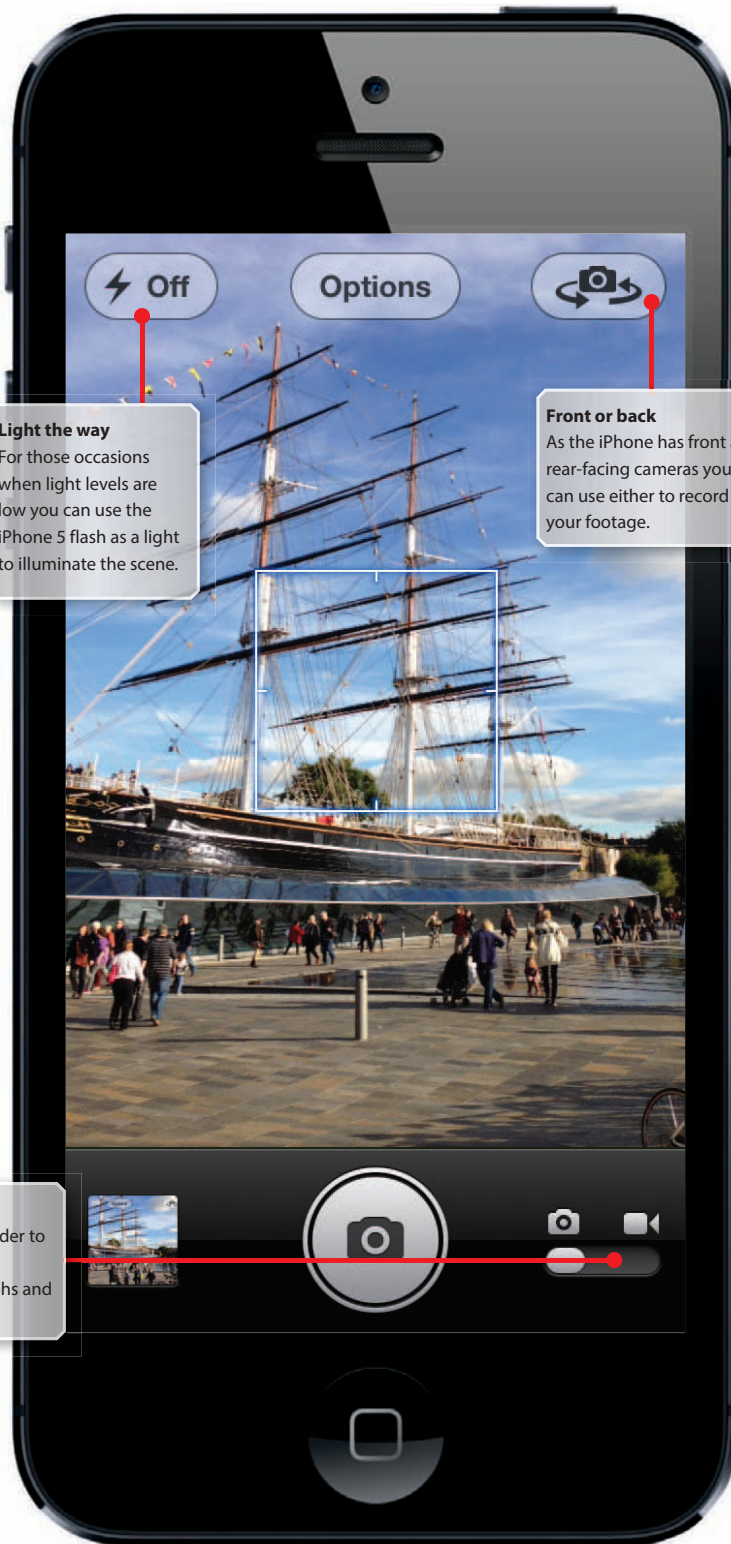 Off
Options
Light the way
For those occasions
when light levels are
low you can use the
iPhone 5 flash as a light
to illuminate the scene.
Front or back
As the iPhone has front
rear-facing cameras you
can use either to record
your footage.
to
and